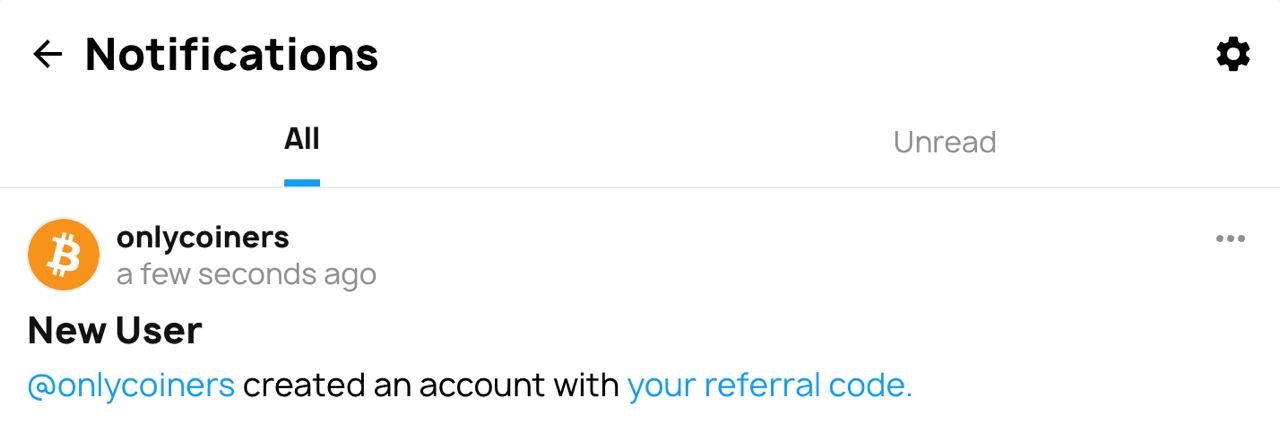 Notifications
All
Unread
onlycoiners
a few seconds ago
New User
@onlycoiners created an account with your referral code.